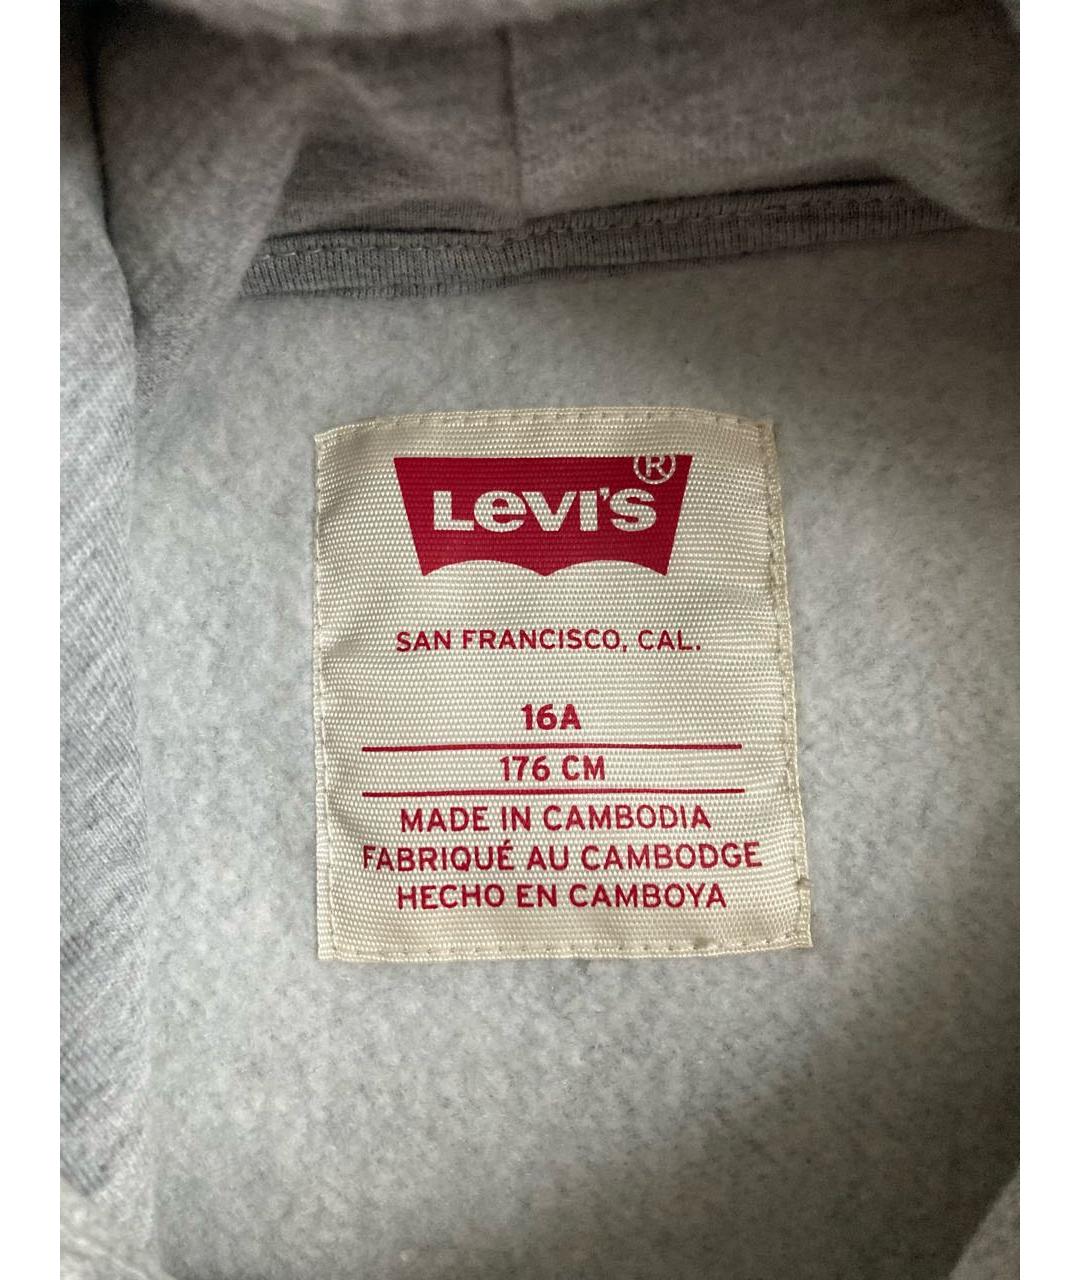 LEVI'S®
SAN FRANCISCO, CAL.
16A
176 CM
MADE IN CAMBODIA
FABRIQUÉ AU CAMBODGE
HECHO EN CAMBOYA